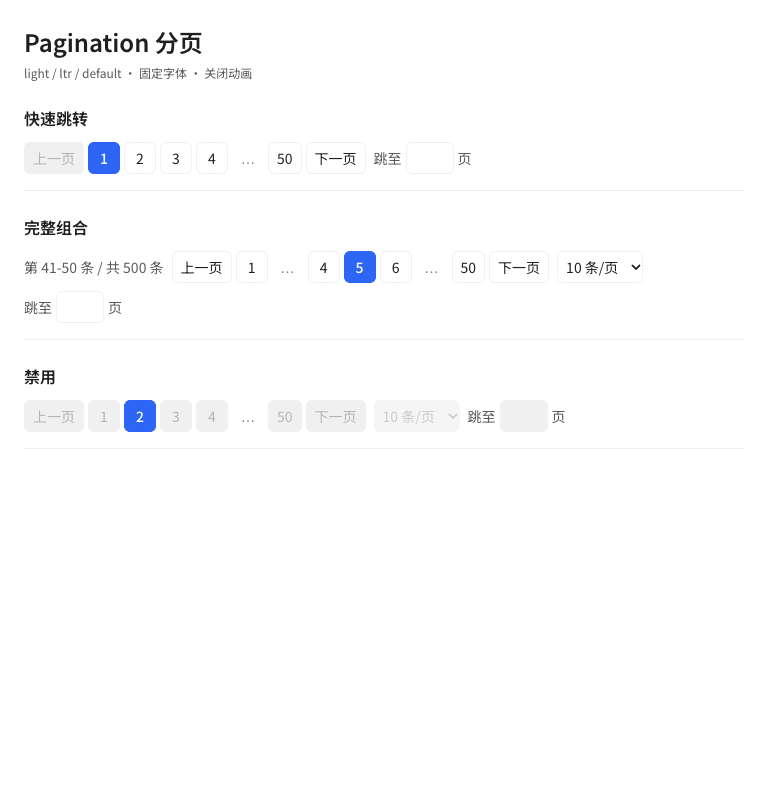 Pagination 分页
light / ltr / default · 固定字体 · 关闭动画
快速跳转
上一页 1 2 3 4 … 50 下一页 跳至 页
完整组合
第 41-50 条 / 共 500 条 上一页 1 … 4 5 6 … 50 下一页 10 条/页
跳至 页
禁用
上一页 1 2 3 4 … 50 下一页 10 条/页 跳至 页